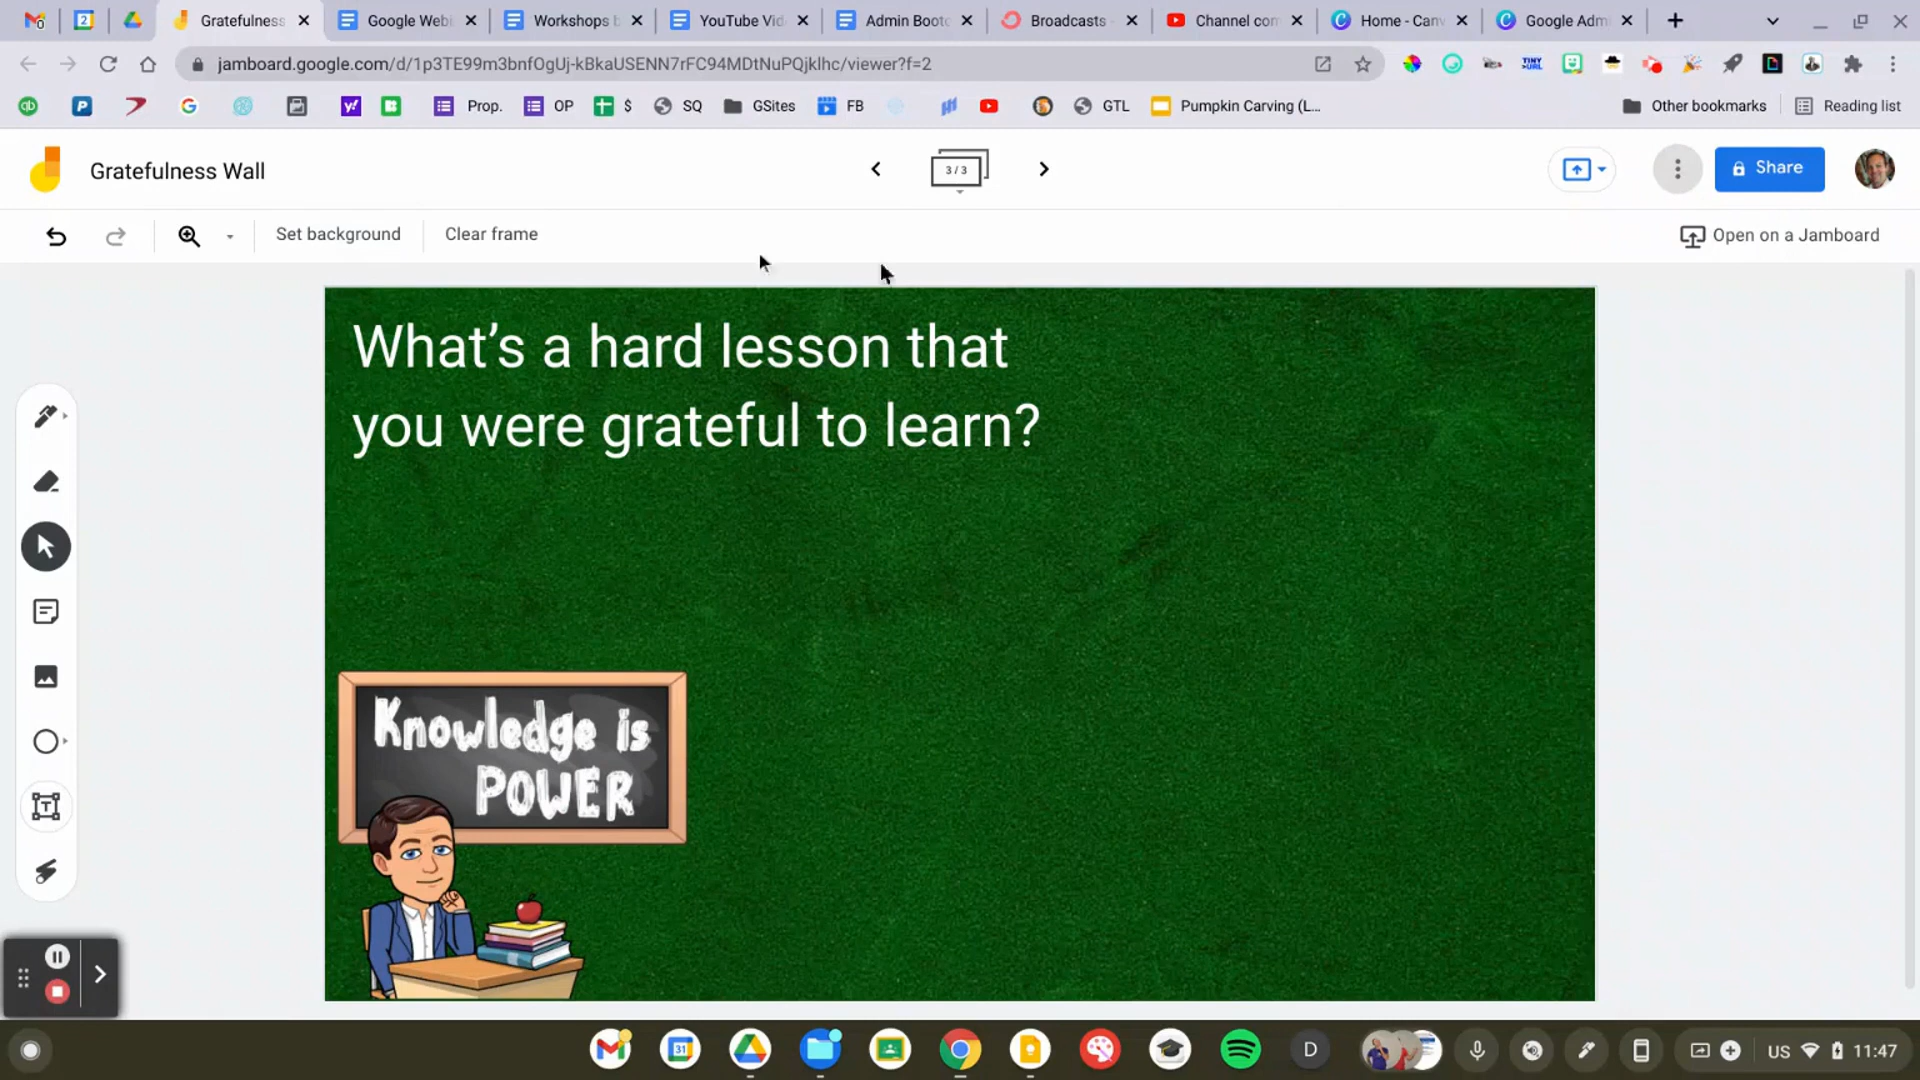 Gratefulness
Google Webi
Workshops b
YouTube Vid
Admin Boot
Broadcasts -
Channel con
Home - Canv
Google Adm
jamboard.google.com/d/1p3TE99m3bnfOgUj-kBkaUSENN7rFC94MDtNuPQjklhc/viewer?f=2
Prop.
OP
$
SQ
GSites
FB
GTL
Pumpkin Carving (L...
Other bookmarks
Reading list
Gratefulness Wall
3 / 3
Share
Set background
Clear frame
Open on a Jamboard
What's a hard lesson that
you were grateful to learn?
Knowledge is
POWER
D
US
11:47